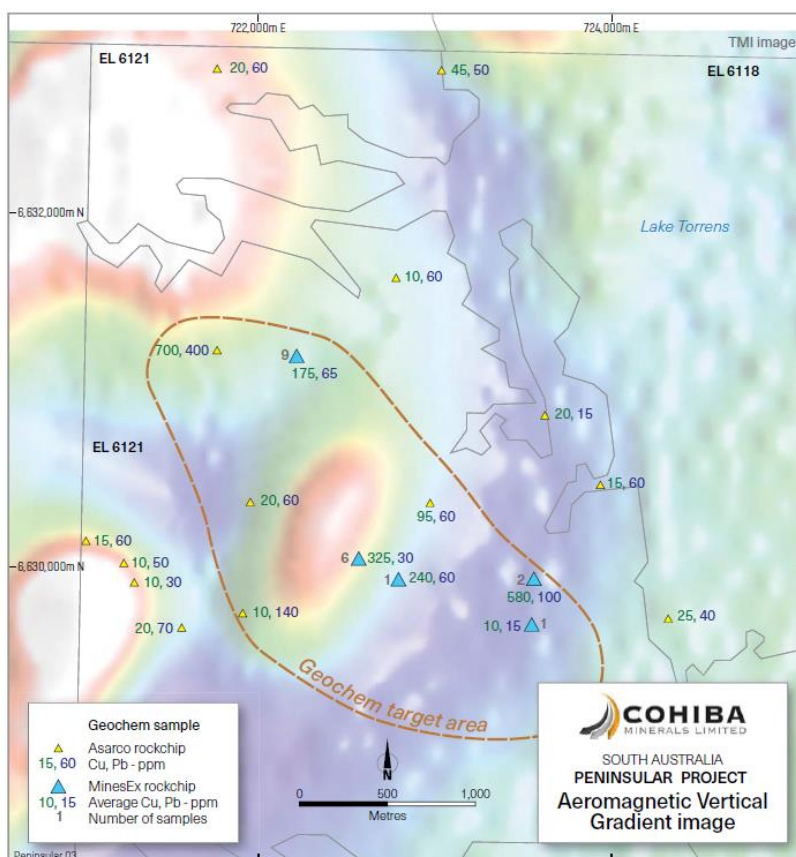 722,000m E
724,000m E
TMI image
EL 6121
20, 60
45, 50
EL 6118
6,632,000m N
Lake Torrens
10, 60
700, 400
9
175, 65
20, 15
EL 6121
15, 60
20, 60
95, 60
15, 60
10, 50
6
325, 30
6,630,000m N
10, 30
1
240, 60
2
580, 100
10, 140
25, 40
20, 70
10, 15
1
Geochem target area
Geochem sample
Asarco rockchip
15, 60 Cu, Pb - ppm
MinesEx rockchip
10, 15 Average Cu, Pb - ppm
1 Number of samples
N
0 500 1,000
Metres
COHIBA
MINERALS LIMITED
SOUTH AUSTRALIA
PENINSULAR PROJECT
Aeromagnetic Vertical
Gradient image
Peninsular 03